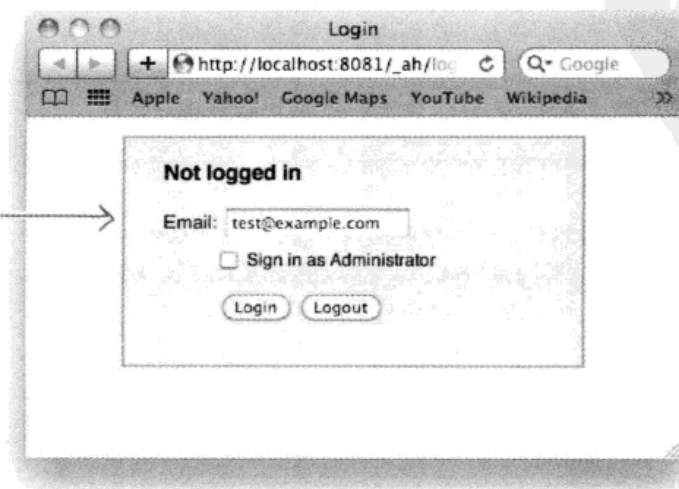 Login
http://localhost:8081/_ah/log
Google
Apple Yahoo! Google Maps YouTube Wikipedia
Not logged in
Email: test@example.com
Sign in as Administrator
Login Logout